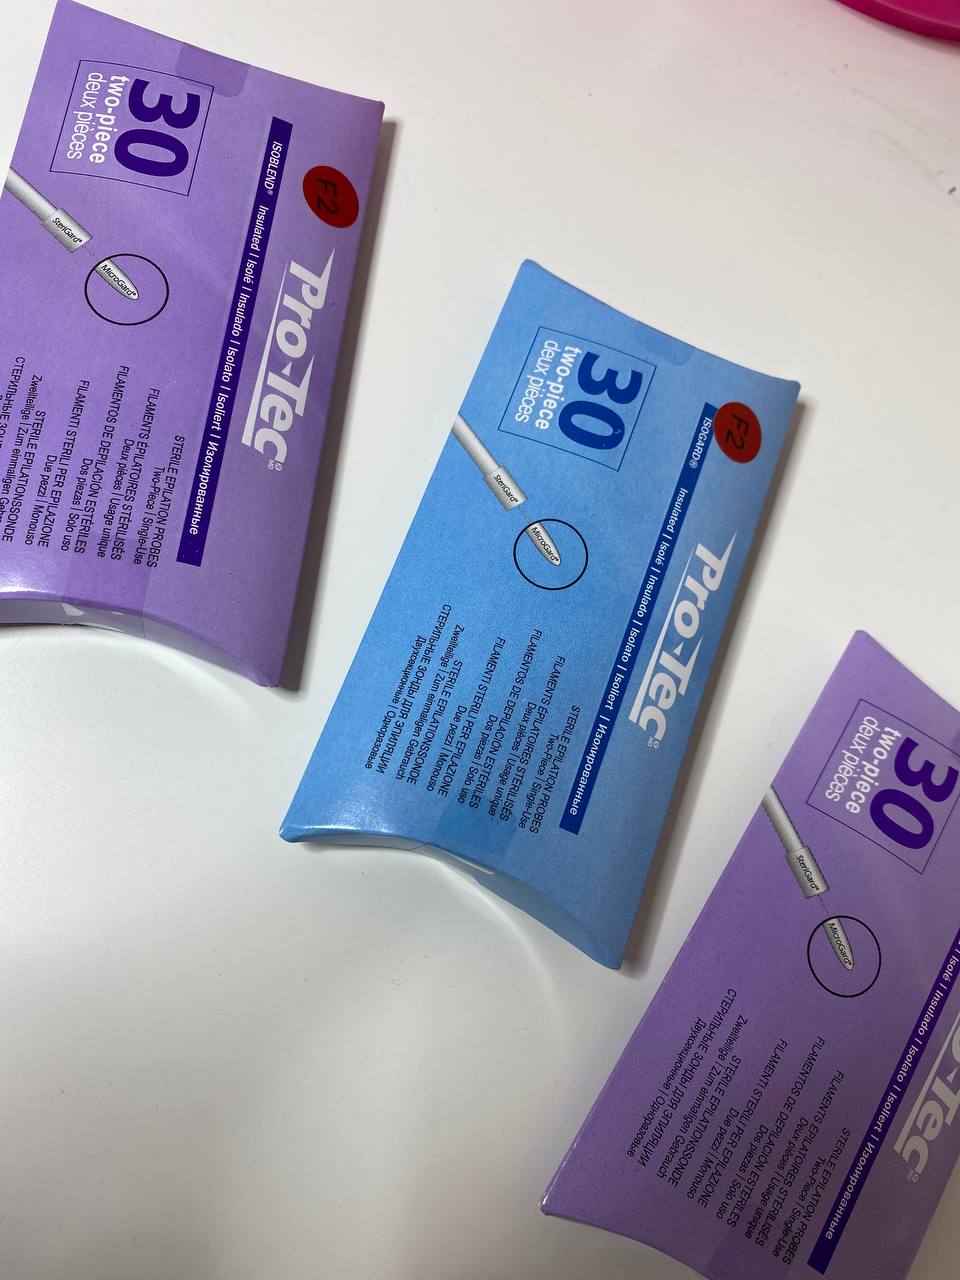 30
two-pièce
deux pièces
F2
ISOBLEND® Insulated | Isolé | Insulado | Isolato | Isoliert | Изолированные
Pro-Tec
SteriGard®
MicroGard®
STERILE EPILATION PROBES
Two-Piece | Single-Use
FILAMENTS ÉPILATOIRES STÉRILISÉS
Deux pièces | Usage unique
FILAMENTOS DE DEPILACIÓN ESTÉRILES
Dos piezas | Solo uso
FILAMENTI STERILI PER EPILAZIONE
Due pezzi | Monouso
STERILE EPILATIONSSONDE
Zweiteilige | Zum einmaligen Gebr
СТЕРИЛЬНЫЕ ЗОН
30
two-pièce
deux pièces
F2
ISOGARD® Insulated | Isolé | Insulado | Isolato | Isoliert | Изолированные
Pro-Tec
SteriGard®
MicroGard®
STERILE EPILATION PROBES
Two-Piece | Single-Use
FILAMENTS ÉPILATOIRES STÉRILISÉS
Deux pièces | Usage unique
FILAMENTOS DE DEPILACIÓN ESTÉRILES
Dos piezas | Solo uso
FILAMENTI STERILI PER EPILAZIONE
Due pezzi | Monouso
STERILE EPILATIONSSONDE
Zweiteilige | Zum einmaligen Gebrauch
СТЕРИЛЬНЫЕ ЗОНДЫ ДЛЯ ЭПИЛЯЦИИ
Двухсекционные | Одноразовые
30
two-pièce
deux pièces
| Isolé | Insulado | Isolato | Isoliert | Изолированные
o-Tec
SteriGard®
MicroGard®
STERILE EPILATION PROBES
Two-Piece | Single-Use
FILAMENTS ÉPILATOIRES STÉRILISÉS
Deux pièces | Usage unique
FILAMENTOS DE DEPILACIÓN ESTÉRILES
Dos piezas | Solo uso
FILAMENTI STERILI PER EPILAZIONE
Due pezzi | Monouso
STERILE EPILATIONSSONDE
Zweiteilige | Zum einmaligen Gebrauch
СТЕРИЛЬНЫЕ ЗОНДЫ ДЛЯ ЭПИЛЯЦИИ
Двухсекционные | Одноразовые